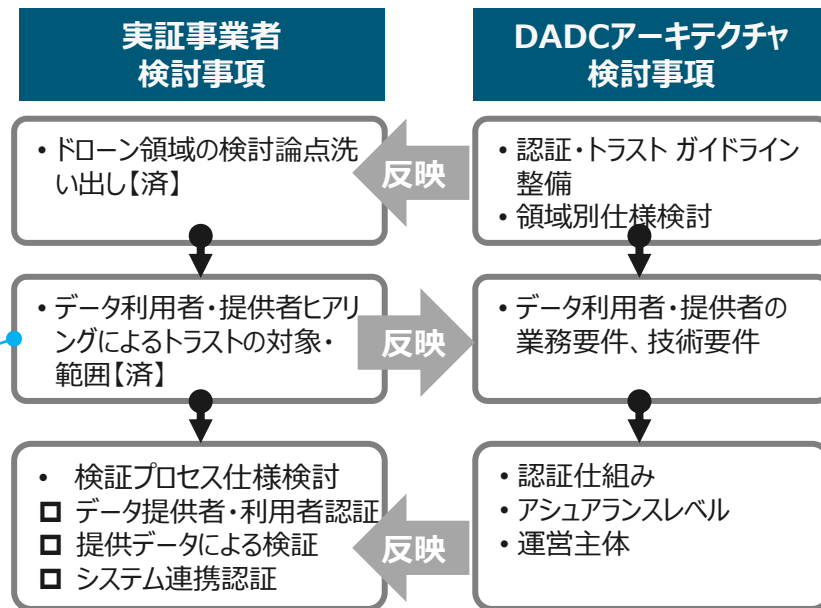 実証事業者
検討事項
DADCアーキテクチャ
検討事項
・ドローン領域の検討論点洗
い出し【済】
反映
・認証・トラスト ガイドライン
整備
・領域別仕様検討
・データ利用者・提供者ヒアリ
ングによるトラストの対象・
範囲【済】
反映
・データ利用者・提供者の
業務要件、技術要件
・ 検証プロセス仕様検討
□ データ提供者・利用者認証
□ 提供データによる検証
□ システム連携認証
反映
・認証仕組み
・アシュアランスレベル
・運営主体